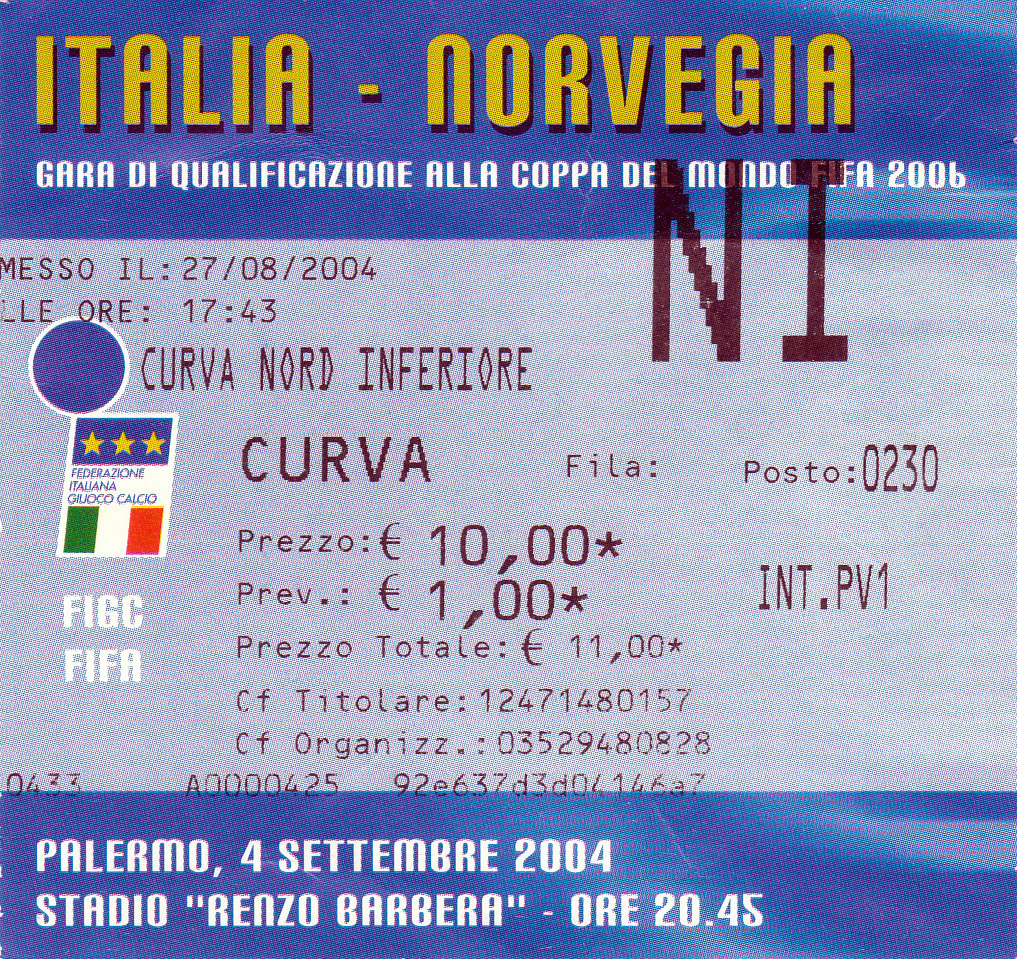 ITALIA - NORVEGIA
GARA DI QUALIFICAZIONE ALLA COPPA DEL MONDO FIFA 2006
NI
MESSO IL: 27/08/2004
LLE ORE: 17:43
CURVA NORD INFERIORE
CURVA Fila: Posto: 0230
FEDERAZIONE
ITALIANA
GIUOCO CALCIO
Prezzo: € 10,00*
Prev.: € 1,00* INT.PV1
Prezzo Totale: € 11,00*
FIGC
FIFA
Cf Titolare: 12471480157
Cf Organizz.: 03529480828
0433 A0000425 92e637d3d04146a7
PALERMO, 4 SETTEMBRE 2004
STADIO "RENZO BARBERA" - ORE 20.45